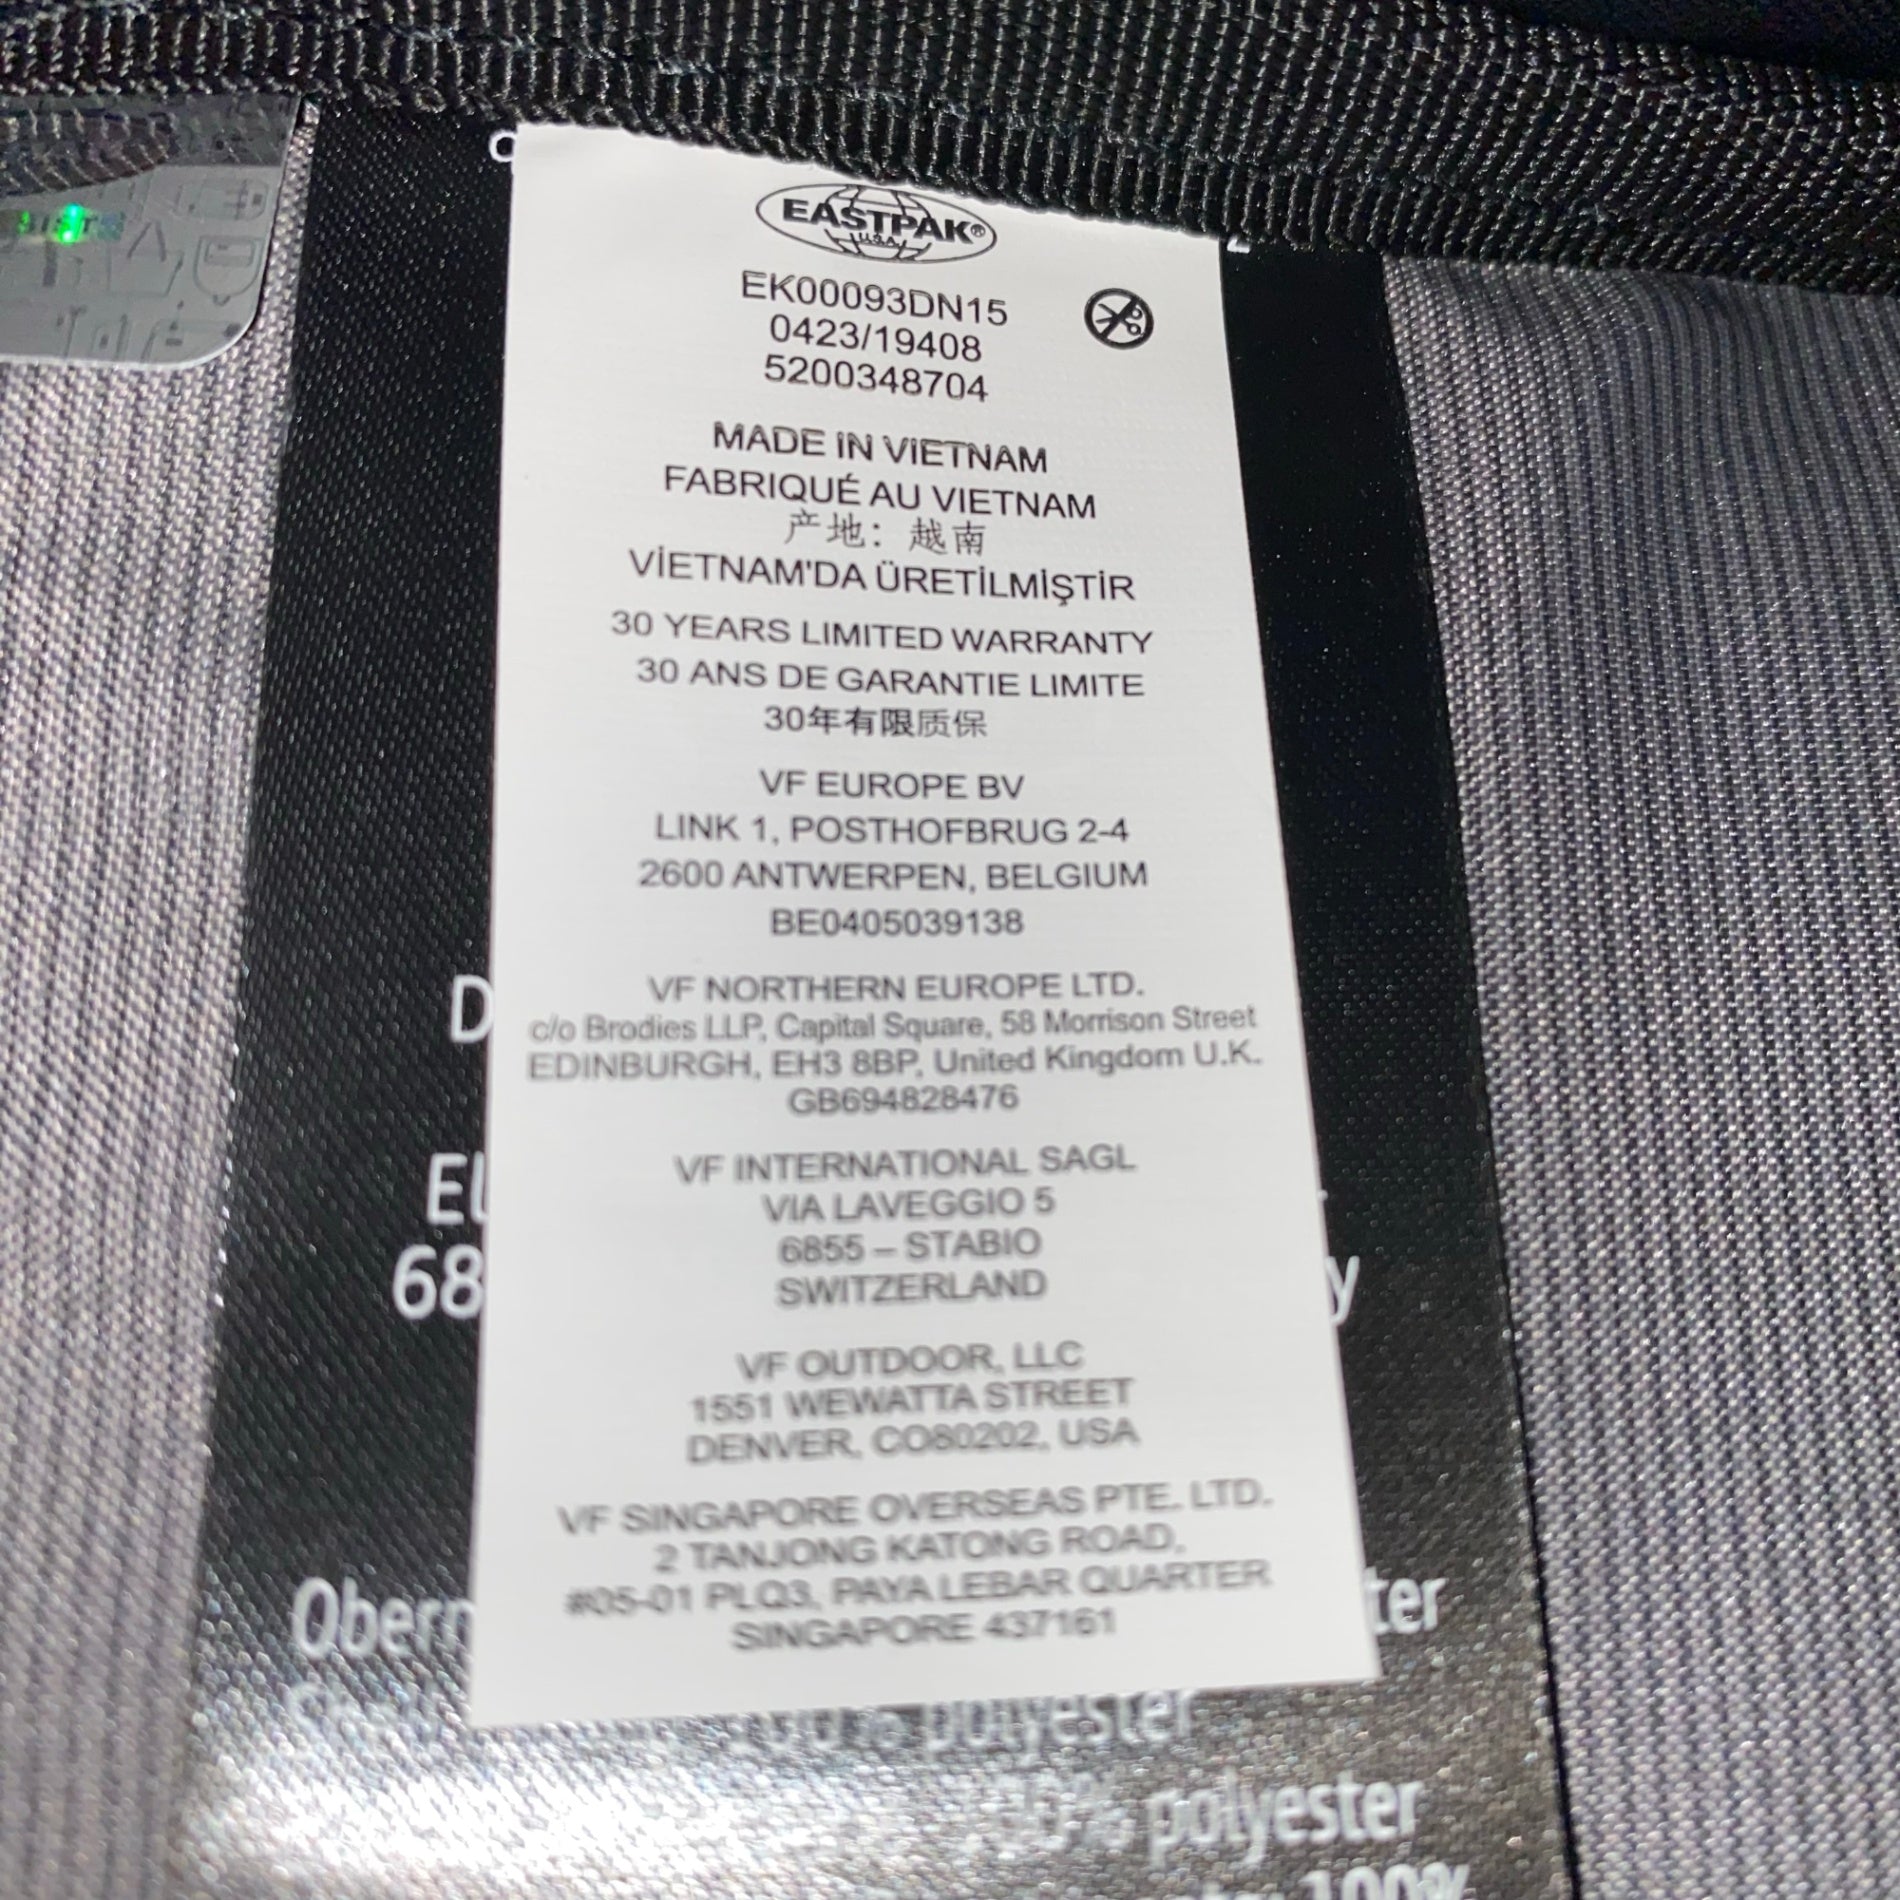 EASTPAK®
U.S.A.
EK00093DN15
0423/19408
5200348704
MADE IN VIETNAM
FABRIQUÉ AU VIETNAM
产地：越南
VİETNAM'DA ÜRETİLMİŞTİR
30 YEARS LIMITED WARRANTY
30 ANS DE GARANTIE LIMITE
30年有限质保
VF EUROPE BV
LINK 1, POSTHOFBRUG 2-4
2600 ANTWERPEN, BELGIUM
BE0405039138
VF NORTHERN EUROPE LTD.
c/o Brodies LLP, Capital Square, 58 Morrison Street
EDINBURGH, EH3 8BP, United Kingdom U.K.
GB694828476
VF INTERNATIONAL SAGL
VIA LAVEGGIO 5
6855 – STABIO
SWITZERLAND
VF OUTDOOR, LLC
1551 WEWATTA STREET
DENVER, CO80202, USA
VF SINGAPORE OVERSEAS PTE. LTD.
2 TANJONG KATONG ROAD,
#05-01 PLQ3, PAYA LEBAR QUARTER
SINGAPORE 437161
polyester
polyester
100%